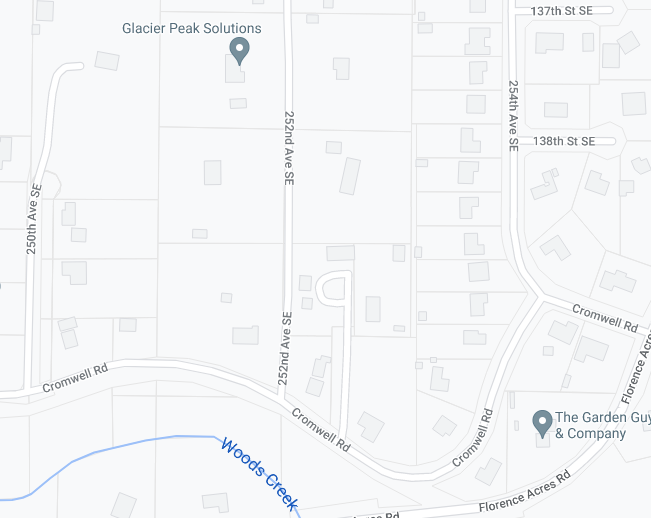 137th St SE
Glacier Peak Solutions
254th Ave SE
252nd Ave SE
138th St SE
250th Ave SE
Cromwell Rd
252nd Ave SE
Cromwell Rd
Florence Acre
Cromwell Rd
Cromwell Rd
The Garden Guy
& Company
Woods Creek
Florence Acres Rd
Rd